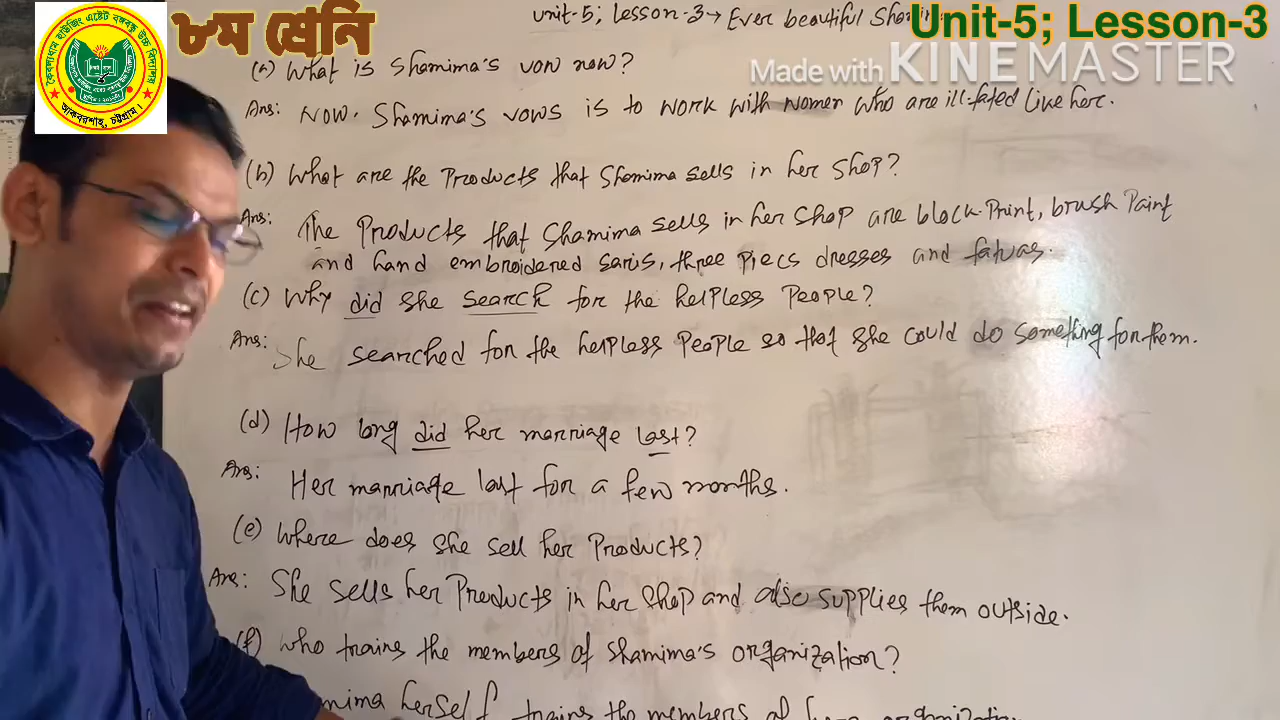 ৮ম শ্রেনি
Unit-5; Lesson-3
Made with KINEMASTER
আকবরশাহ, চট্টগ্রাম।
Unit-5; Lesson-3 → Ever beautiful
(a) What is Shamima's vow now?
Ans: Now. Shamima's vows is to work with women who are ill-fated like her.
(b) What are the Products that Shamima sells in her shop?
Ans: The Products that Shamima sells in her shop are block-Print, brush Paint
and hand embroidered saris, three Piecs dresses and fatuas.
(c) Why did she search for the helpless People?
Ans: She searched for the helpless People so that she could do something for them.
(d) How long did her marriage last?
Ans: Her marriage last for a few months.
(e) Where does she sell her Products?
Ans: She sells her Products in her shop and also supplies them outside.
(f) Who trains the members of Shamima's organization?
herself trains the members of